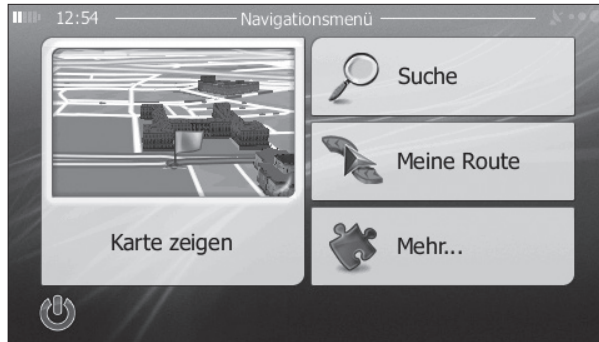 12:54 Navigationsmenü
Suche
Meine Route
Karte zeigen
Mehr...